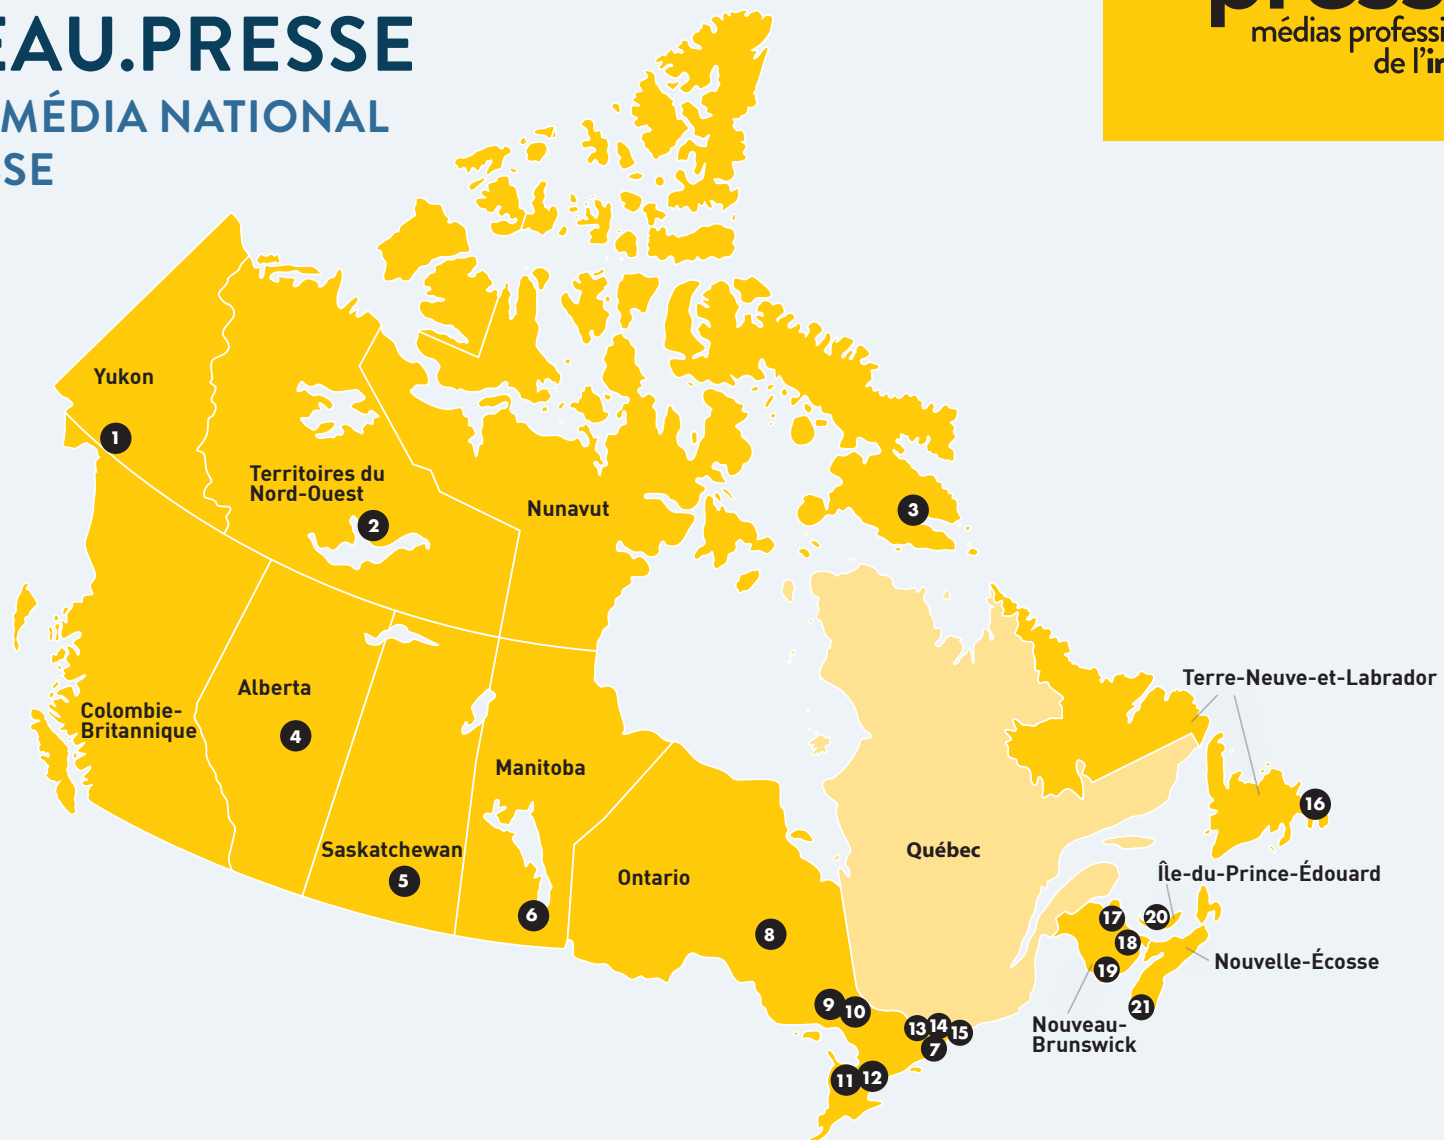 EAU.PRESSE
MÉDIA NATIONAL
SSE
médias professi
de l'in
Yukon
1
Territoires du
Nord-Ouest
2
Nunavut
3
Colombie-
Britannique
Alberta
4
Saskatchewan
5
Manitoba
6
Ontario
8
9
10
11
12
13
14
15
7
Québec
Terre-Neuve-et-Labrador
16
Île-du-Prince-Édouard
17
20
18
19
Nouvelle-Écosse
21
Nouveau-
Brunswick